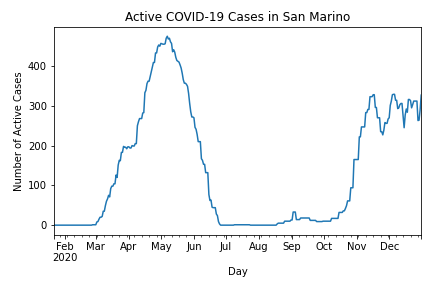 Active COVID-19 Cases in San Marino
Number of Active Cases
400
300
200
100
0
Feb Mar Apr May Jun Jul Aug Sep Oct Nov Dec
2020
Day